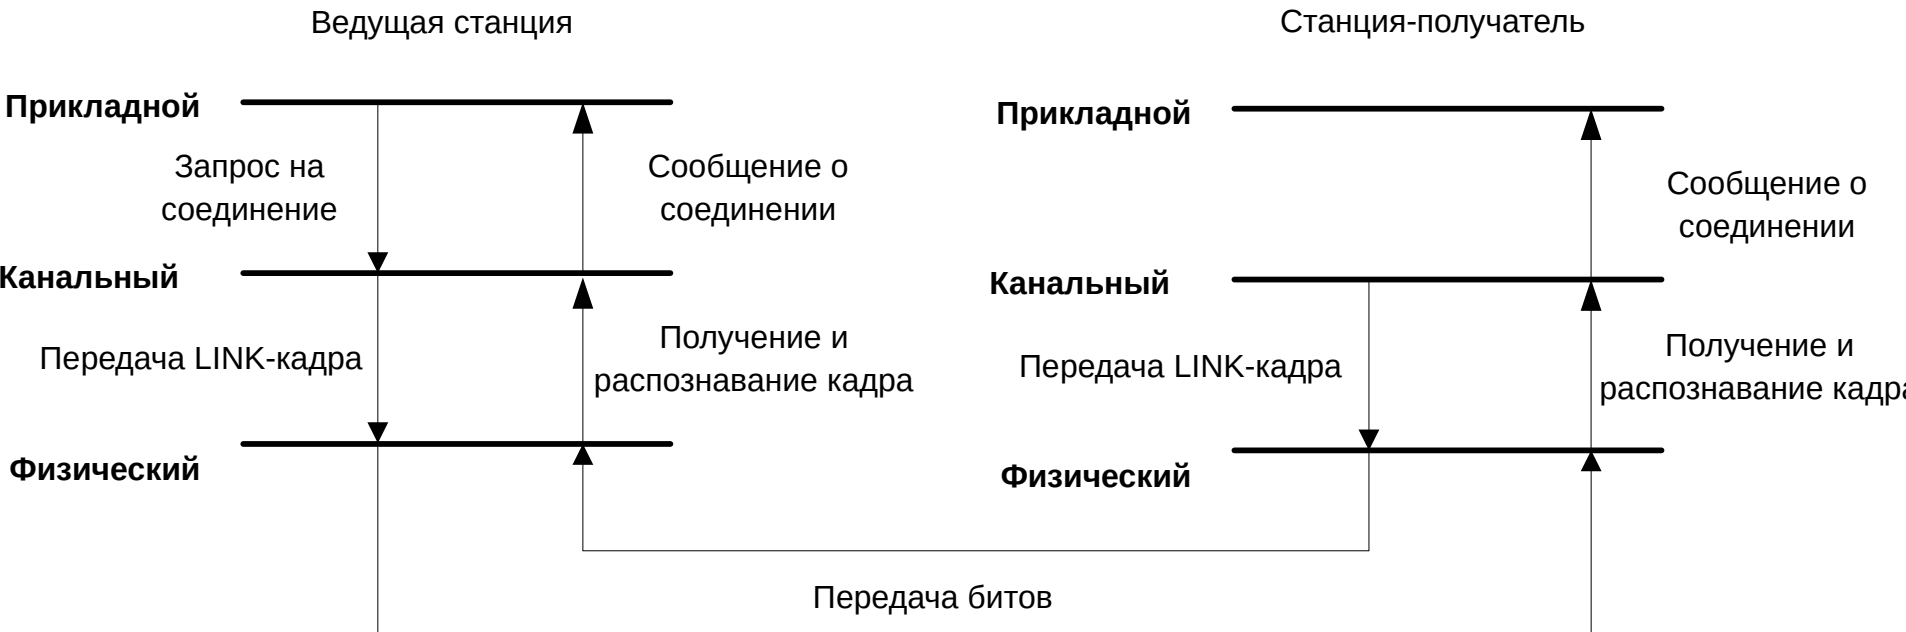 Ведущая станция
Станция-получатель
Прикладной
Прикладной
Запрос на
соединение
Сообщение о
соединении
Сообщение о
соединении
Канальный
Канальный
Передача LINK-кадра
Получение и
распознавание кадра
Передача LINK-кадра
Получение и
распознавание кадра
Физический
Физический
Передача битов